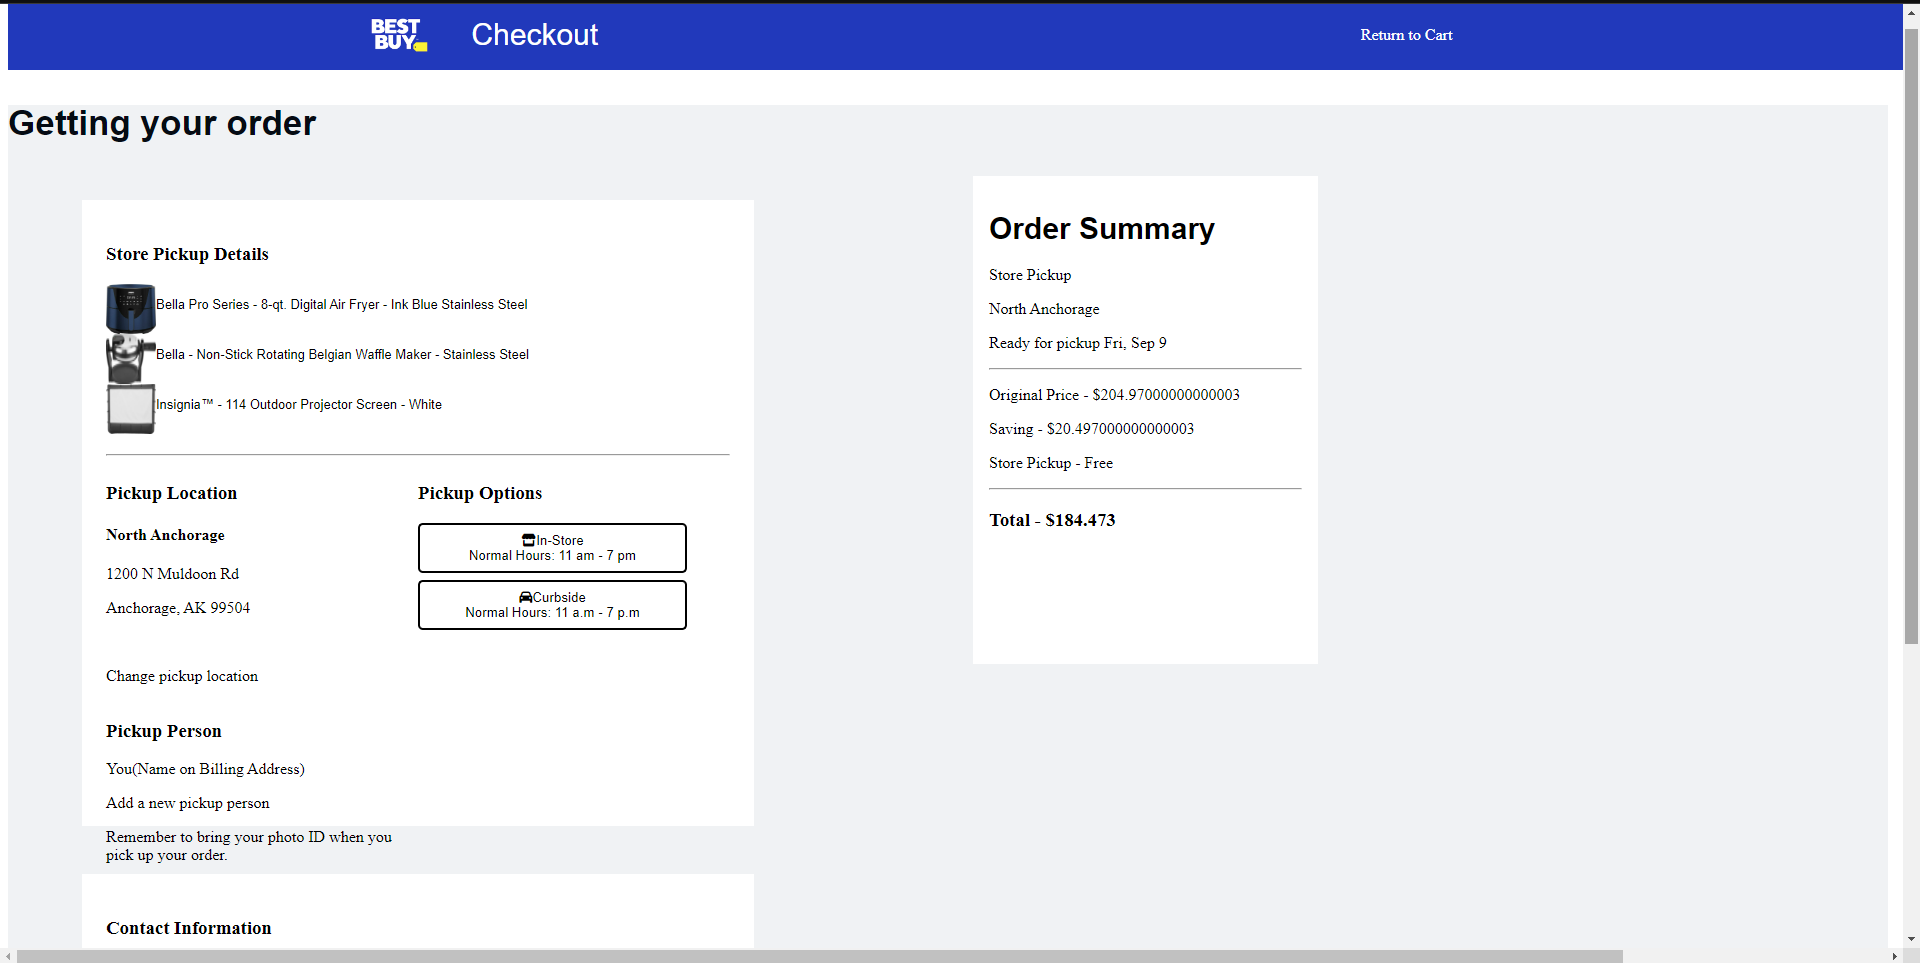 BEST
BUY
Checkout
Return to Cart
Getting your order
Store Pickup Details
Bella Pro Series - 8-qt. Digital Air Fryer - Ink Blue Stainless Steel
Bella - Non-Stick Rotating Belgian Waffle Maker - Stainless Steel
Insignia™ - 114 Outdoor Projector Screen - White
Pickup Location
North Anchorage
1200 N Muldoon Rd
Anchorage, AK 99504
Change pickup location
Pickup Options
In-Store
Normal Hours: 11 am - 7 pm
Curbside
Normal Hours: 11 a.m - 7 p.m
Pickup Person
You(Name on Billing Address)
Add a new pickup person
Remember to bring your photo ID when you
pick up your order.
Contact Information
Order Summary
Store Pickup
North Anchorage
Ready for pickup Fri, Sep 9
Original Price - $204.97000000000003
Saving - $20.497000000000003
Store Pickup - Free
Total - $184.473